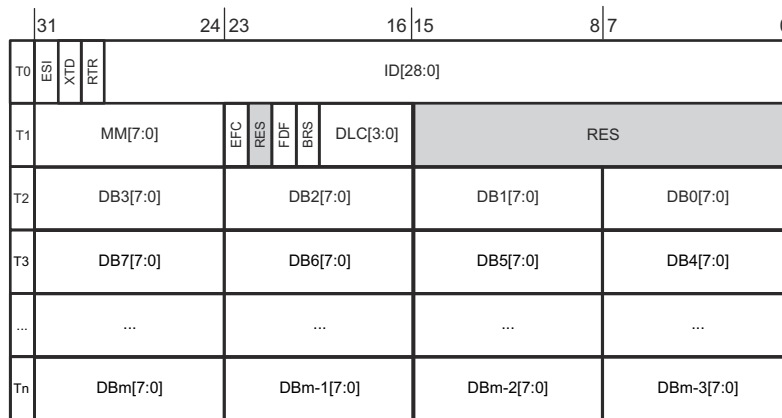 31 24 23 16 15 8 7
T0 ESI XTD RTR ID[28:0]
T1 MM[7:0] EFC RES FDF BRS DLC[3:0] RES
T2 DB3[7:0] DB2[7:0] DB1[7:0] DB0[7:0]
T3 DB7[7:0] DB6[7:0] DB5[7:0] DB4[7:0]
... ... ... ... ...
Tn DBm[7:0] DBm-1[7:0] DBm-2[7:0] DBm-3[7:0]